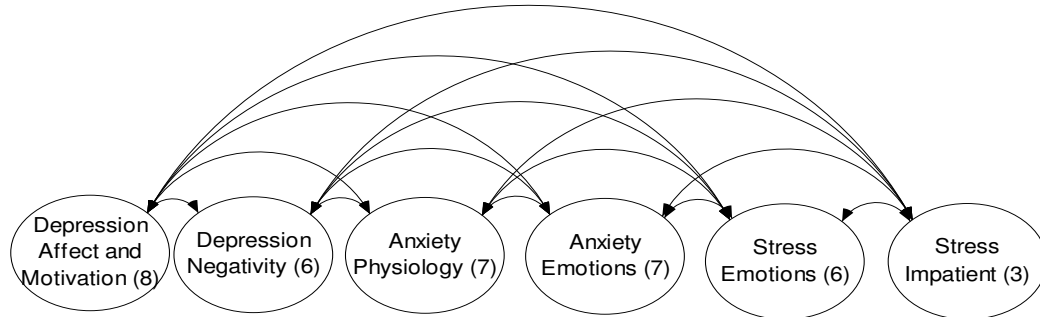 Depression
Affect and
Motivation (8)
Depression
Negativity (6)
Anxiety
Physiology (7)
Anxiety
Emotions (7)
Stress
Emotions (6)
Stress
Impatient (3)